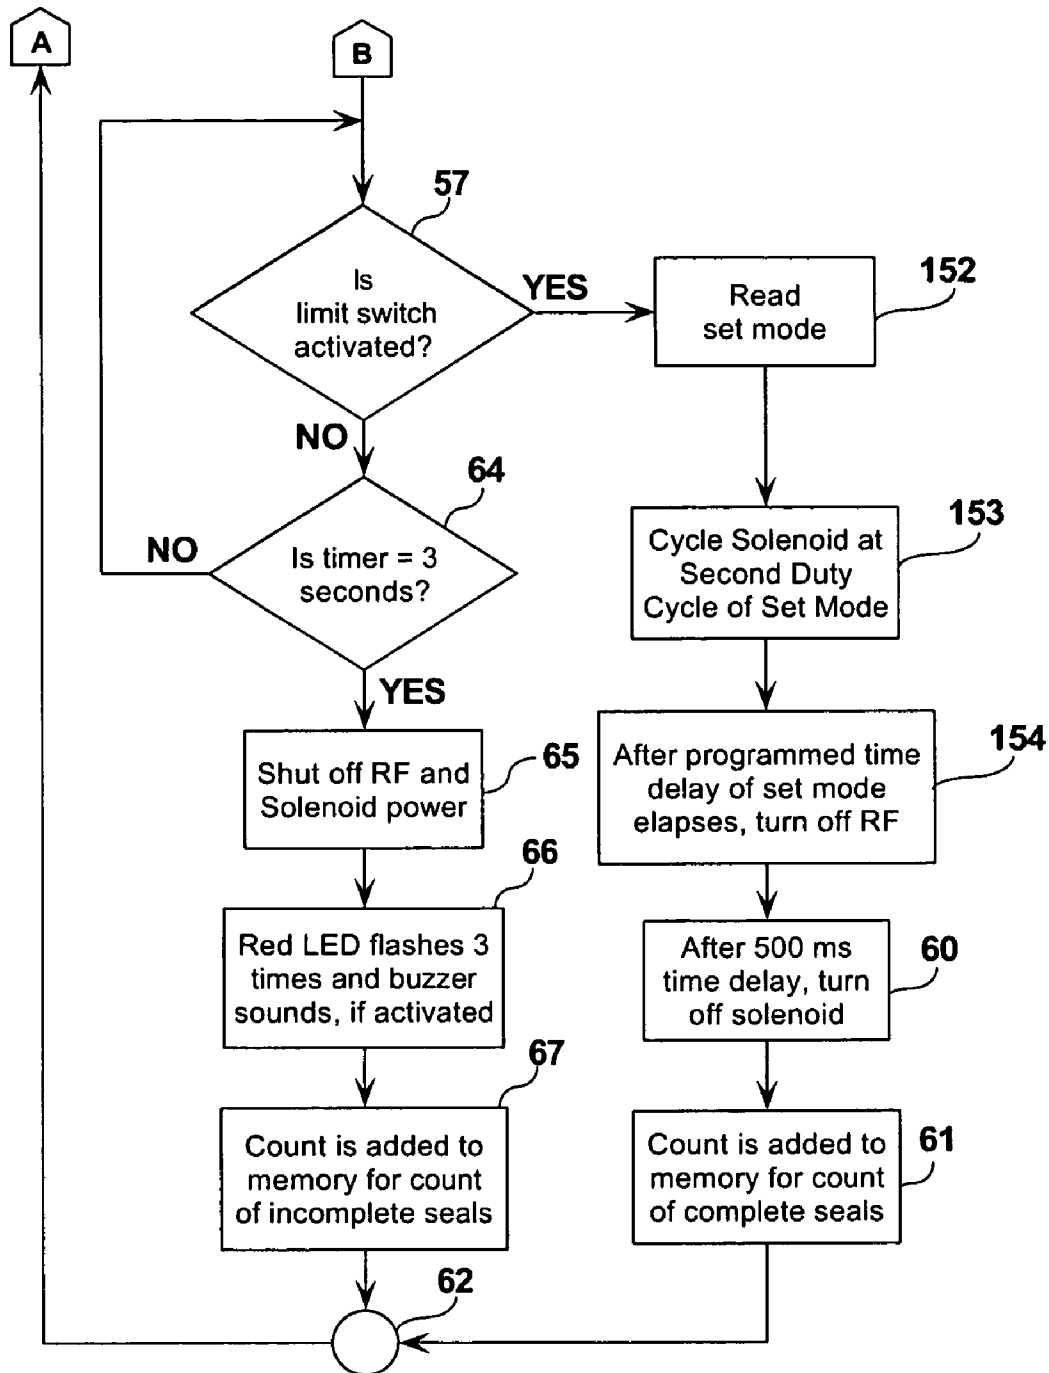 A
B
57
Is
limit switch
activated?
YES
Read
set mode
152
NO
64
Is timer = 3
seconds?
NO
YES
Cycle Solenoid at
Second Duty
Cycle of Set Mode
153
Shut off RF and
Solenoid power
65
After programmed time
delay of set mode
elapses, turn off RF
154
Red LED flashes 3
times and buzzer
sounds, if activated
66
After 500 ms
time delay, turn
off solenoid
60
Count is added to
memory for count
of incomplete seals
67
Count is added to
memory for count
of complete seals
61
62